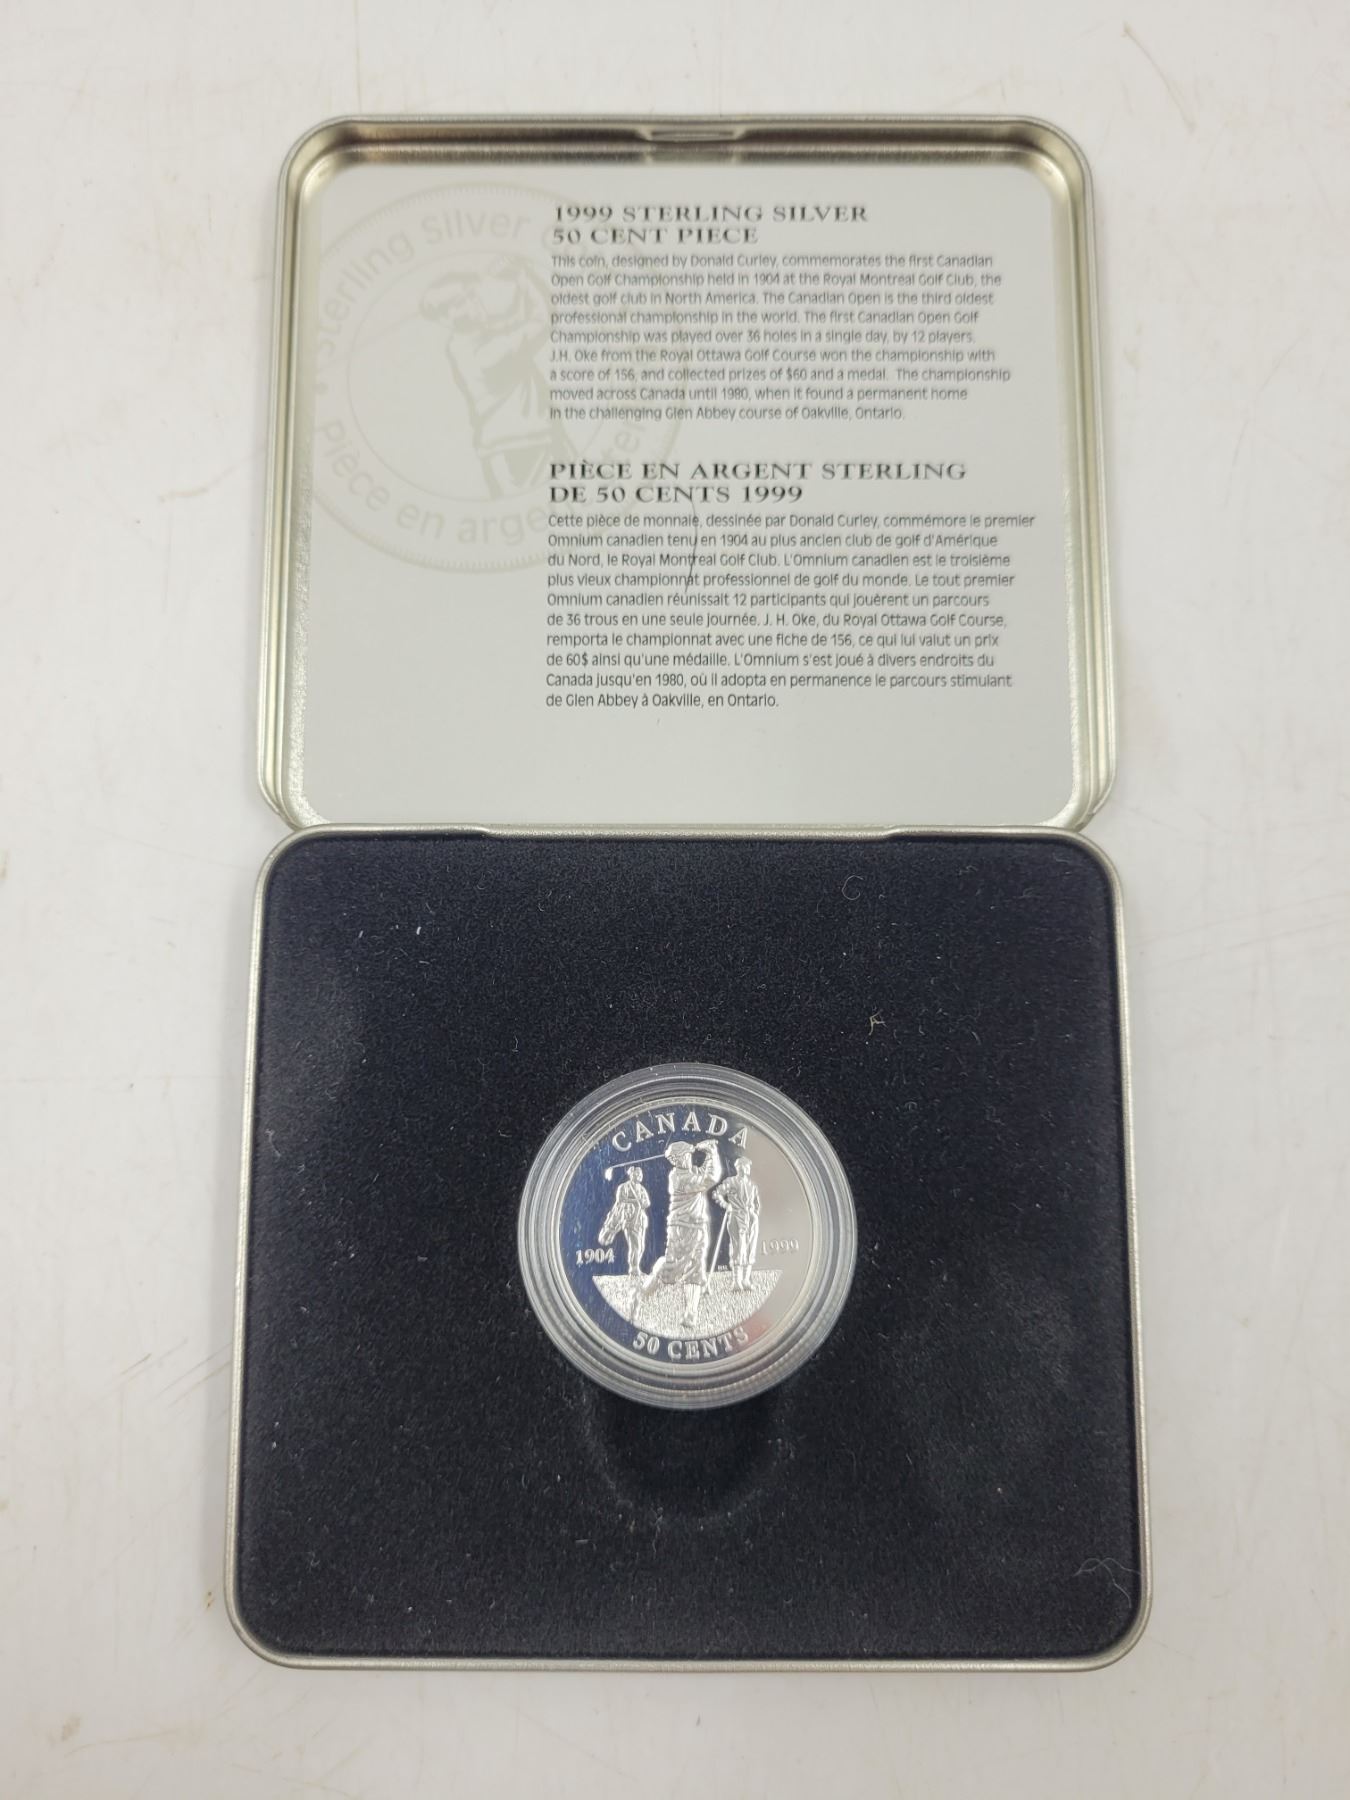 1999 STERLING SILVER
50 CENT PIECE
This coin, designed by Donald Curley, commemorates the first Canadian
Open Golf Championship held in 1904 at the Royal Montreal Golf Club, the
oldest golf club in North America. The Canadian Open is the third oldest
professional championship in the world. The first Canadian Open Golf
Championship was played over 36 holes in a single day, by 12 players.
J.H. Oke from the Royal Ottawa Golf Course won the championship with
a score of 156, and collected prizes of $60 and a medal. The championship
moved across Canada until 1980, when it found a permanent home
in the challenging Glen Abbey course of Oakville, Ontario.
PIÈCE EN ARGENT STERLING
DE 50 CENTS 1999
Cette pièce de monnaie, dessinée par Donald Curley, commémore le premier
Omnium canadien tenu en 1904 au plus ancien club de golf d'Amérique
du Nord, le Royal Montreal Golf Club. L'Omnium canadien est le troisième
plus vieux championnat professionnel de golf du monde. Le tout premier
Omnium canadien réunissait 12 participants qui jouèrent un parcours
de 36 trous en une seule journée. J. H. Oke, du Royal Ottawa Golf Course,
remporta le championnat avec une fiche de 156, ce qui lui valut un prix
de 60$ ainsi qu'une médaille. L'Omnium s'est joué à divers endroits du
Canada jusqu'en 1980, où il adopta en permanence le parcours stimulant
de Glen Abbey à Oakville, en Ontario.
Sterling Silver
Pièce en
CANADA
1904 1999
50 CENTS